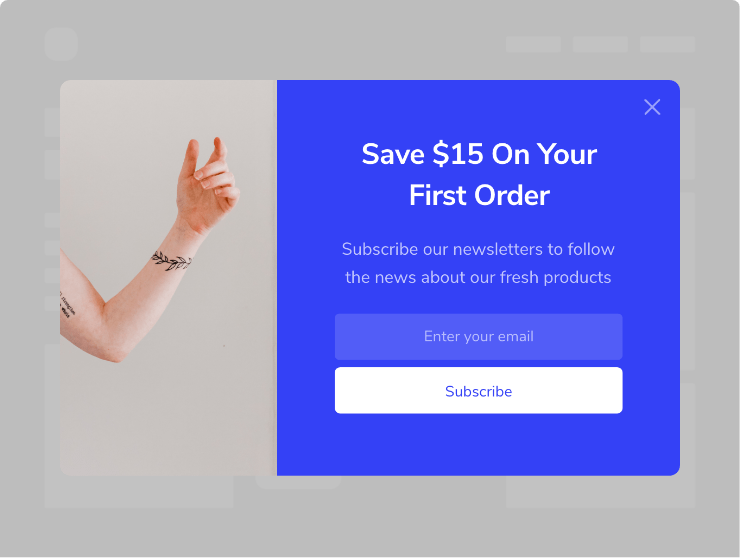 Save $15 On Your
First Order
Subscribe our newsletters to follow
the news about our fresh products
Enter your email
Subscribe